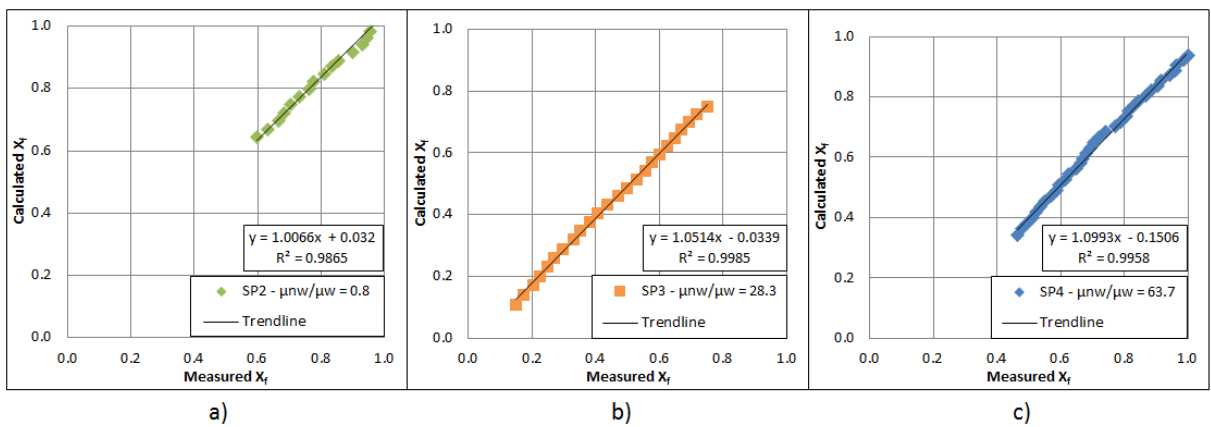 1.0
0.8
0.6
0.4
0.2
0.0
Calculated Xf
y = 1.0066x + 0.032
R² = 0.9865
SP2 - μnw/μw = 0.8
Trendline
0.0 0.2 0.4 0.6 0.8 1.0
Measured Xf
a)
1.0
0.8
0.6
0.4
0.2
0.0
Calculated Xf
y = 1.0514x - 0.0339
R² = 0.9985
SP3 - μnw/μw = 28.3
Trendline
0.0 0.2 0.4 0.6 0.8 1.0
Measured Xf
b)
1.0
0.8
0.6
0.4
0.2
0.0
Calculated Xf
y = 1.0993x - 0.1506
R² = 0.9958
SP4 - μnw/μw = 63.7
Trendline
0.0 0.2 0.4 0.6 0.8 1.0
Measured Xf
c)